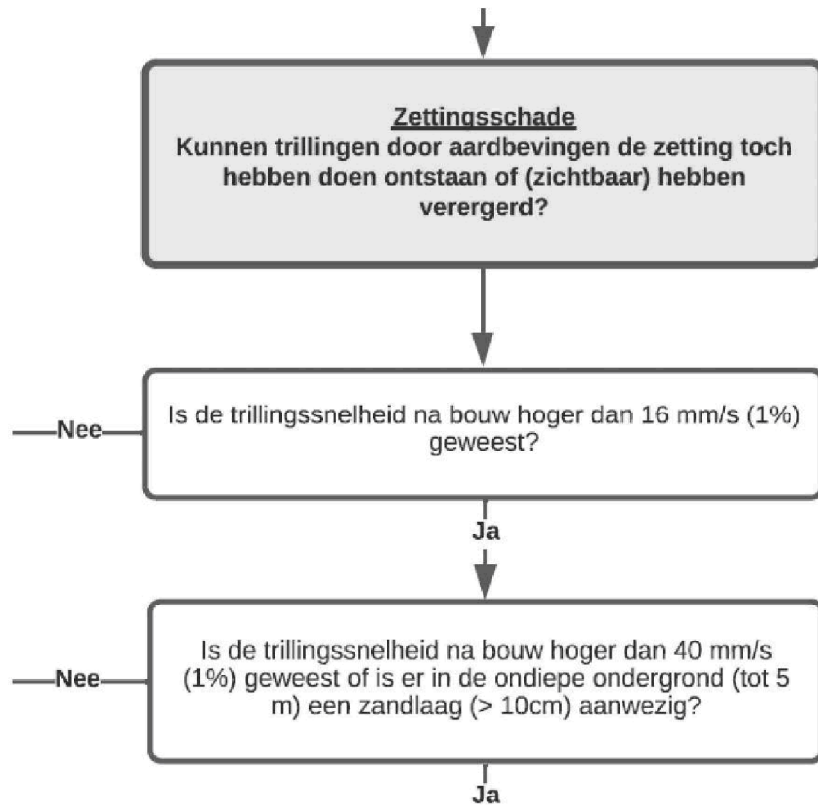 Zettingsschade
Kunnen trillingen door aardbevingen de zetting toch
hebben doen ontstaan of (zichtbaar) hebben
verergerd?
Is de trillingssnelheid na bouw hoger dan 16 mm/s (1%)
geweest?
Nee
Ja
Is de trillingssnelheid na bouw hoger dan 40 mm/s
(1%) geweest of is er in de ondiepe ondergrond (tot 5
m) een zandlaag (> 10cm) aanwezig?
Nee
Ja